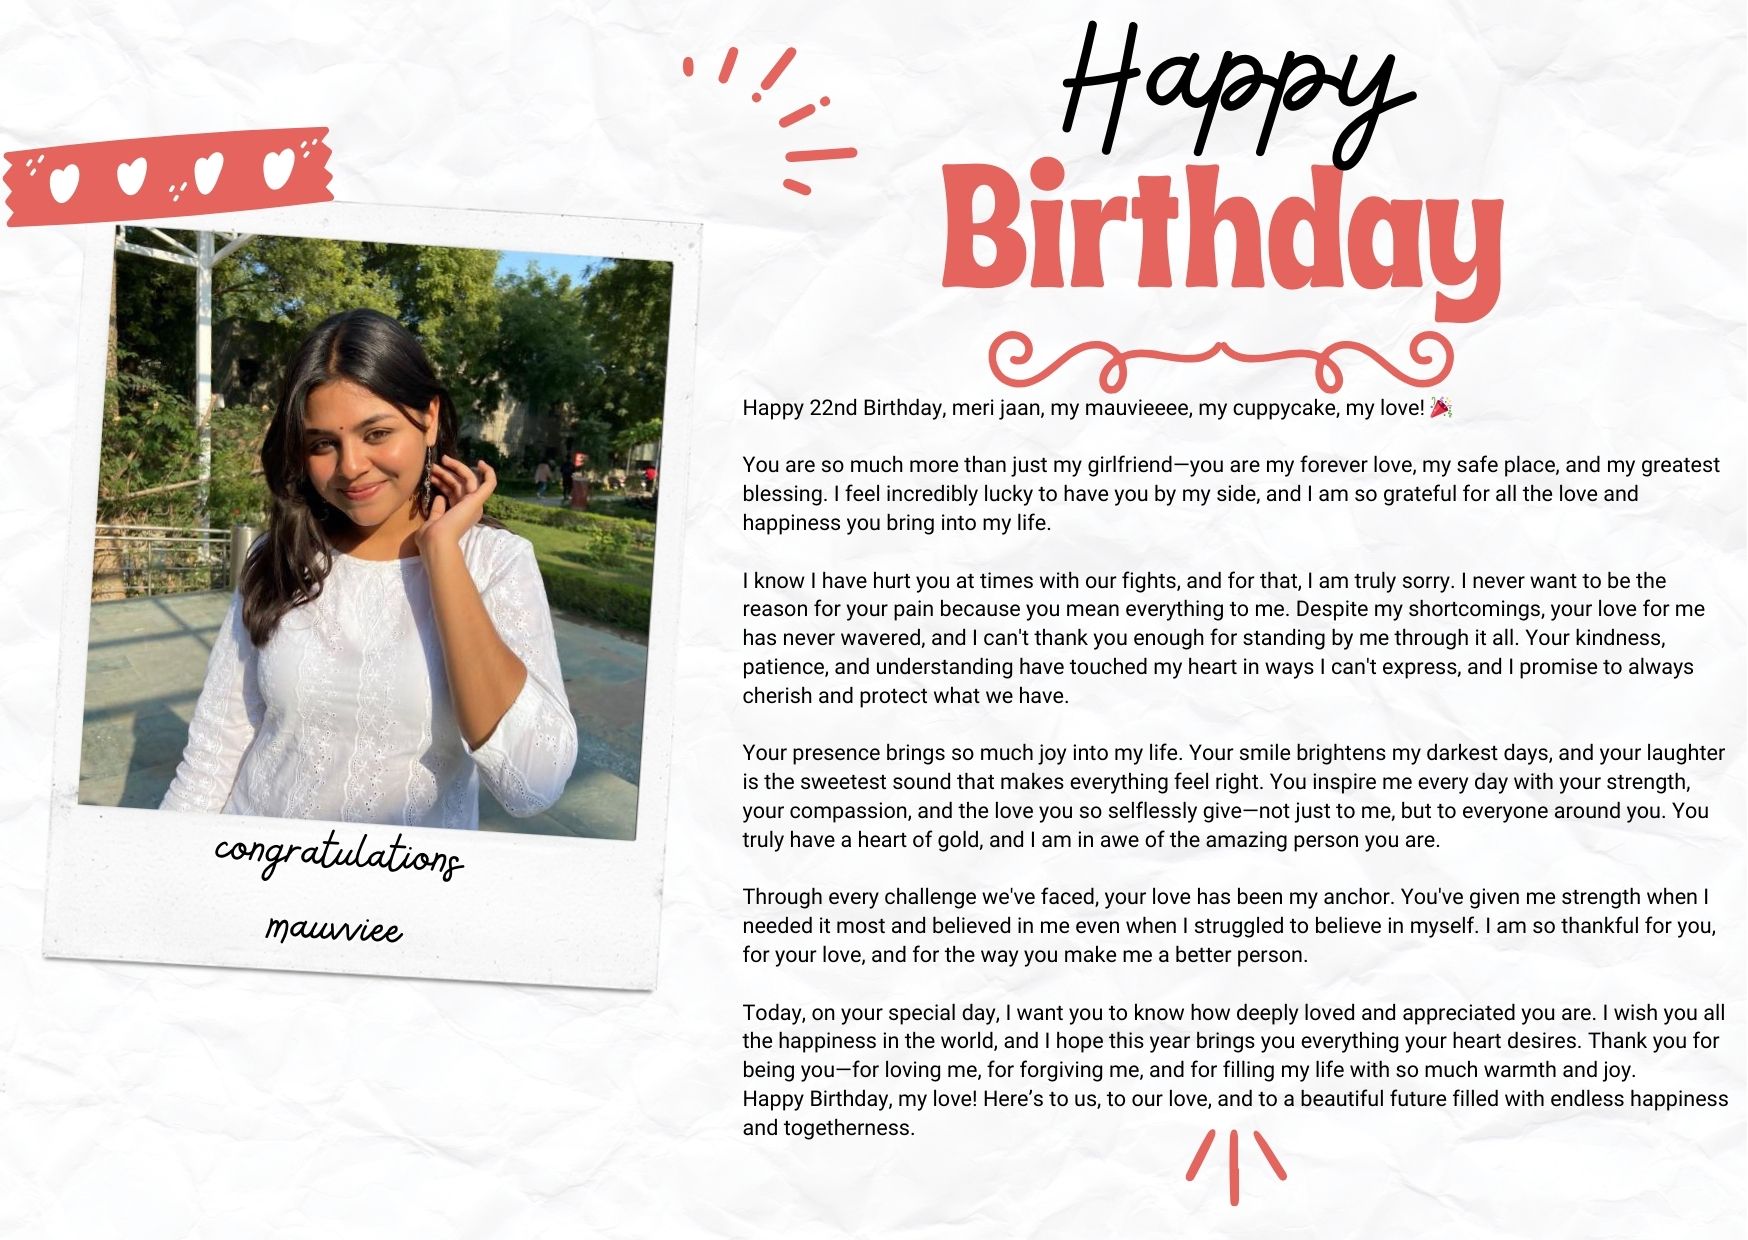 Happy
Birthday
Happy 22nd Birthday, meri jaan, my mauvieeee, my cuppycake, my love! 🎉
You are so much more than just my girlfriend—you are my forever love, my safe place, and my greatest
blessing. I feel incredibly lucky to have you by my side, and I am so grateful for all the love and
happiness you bring into my life.
I know I have hurt you at times with our fights, and for that, I am truly sorry. I never want to be the
reason for your pain because you mean everything to me. Despite my shortcomings, your love for me
has never wavered, and I can't thank you enough for standing by me through it all. Your kindness,
patience, and understanding have touched my heart in ways I can't express, and I promise to always
cherish and protect what we have.
Your presence brings so much joy into my life. Your smile brightens my darkest days, and your laughter
is the sweetest sound that makes everything feel right. You inspire me every day with your strength,
your compassion, and the love you so selflessly give—not just to me, but to everyone around you. You
truly have a heart of gold, and I am in awe of the amazing person you are.
Through every challenge we've faced, your love has been my anchor. You've given me strength when I
needed it most and believed in me even when I struggled to believe in myself. I am so thankful for you,
for your love, and for the way you make me a better person.
Today, on your special day, I want you to know how deeply loved and appreciated you are. I wish you all
the happiness in the world, and I hope this year brings you everything your heart desires. Thank you for
being you—for loving me, for forgiving me, and for filling my life with so much warmth and joy.
Happy Birthday, my love! Here’s to us, to our love, and to a beautiful future filled with endless happiness
and togetherness.
congratulations
mauvviee